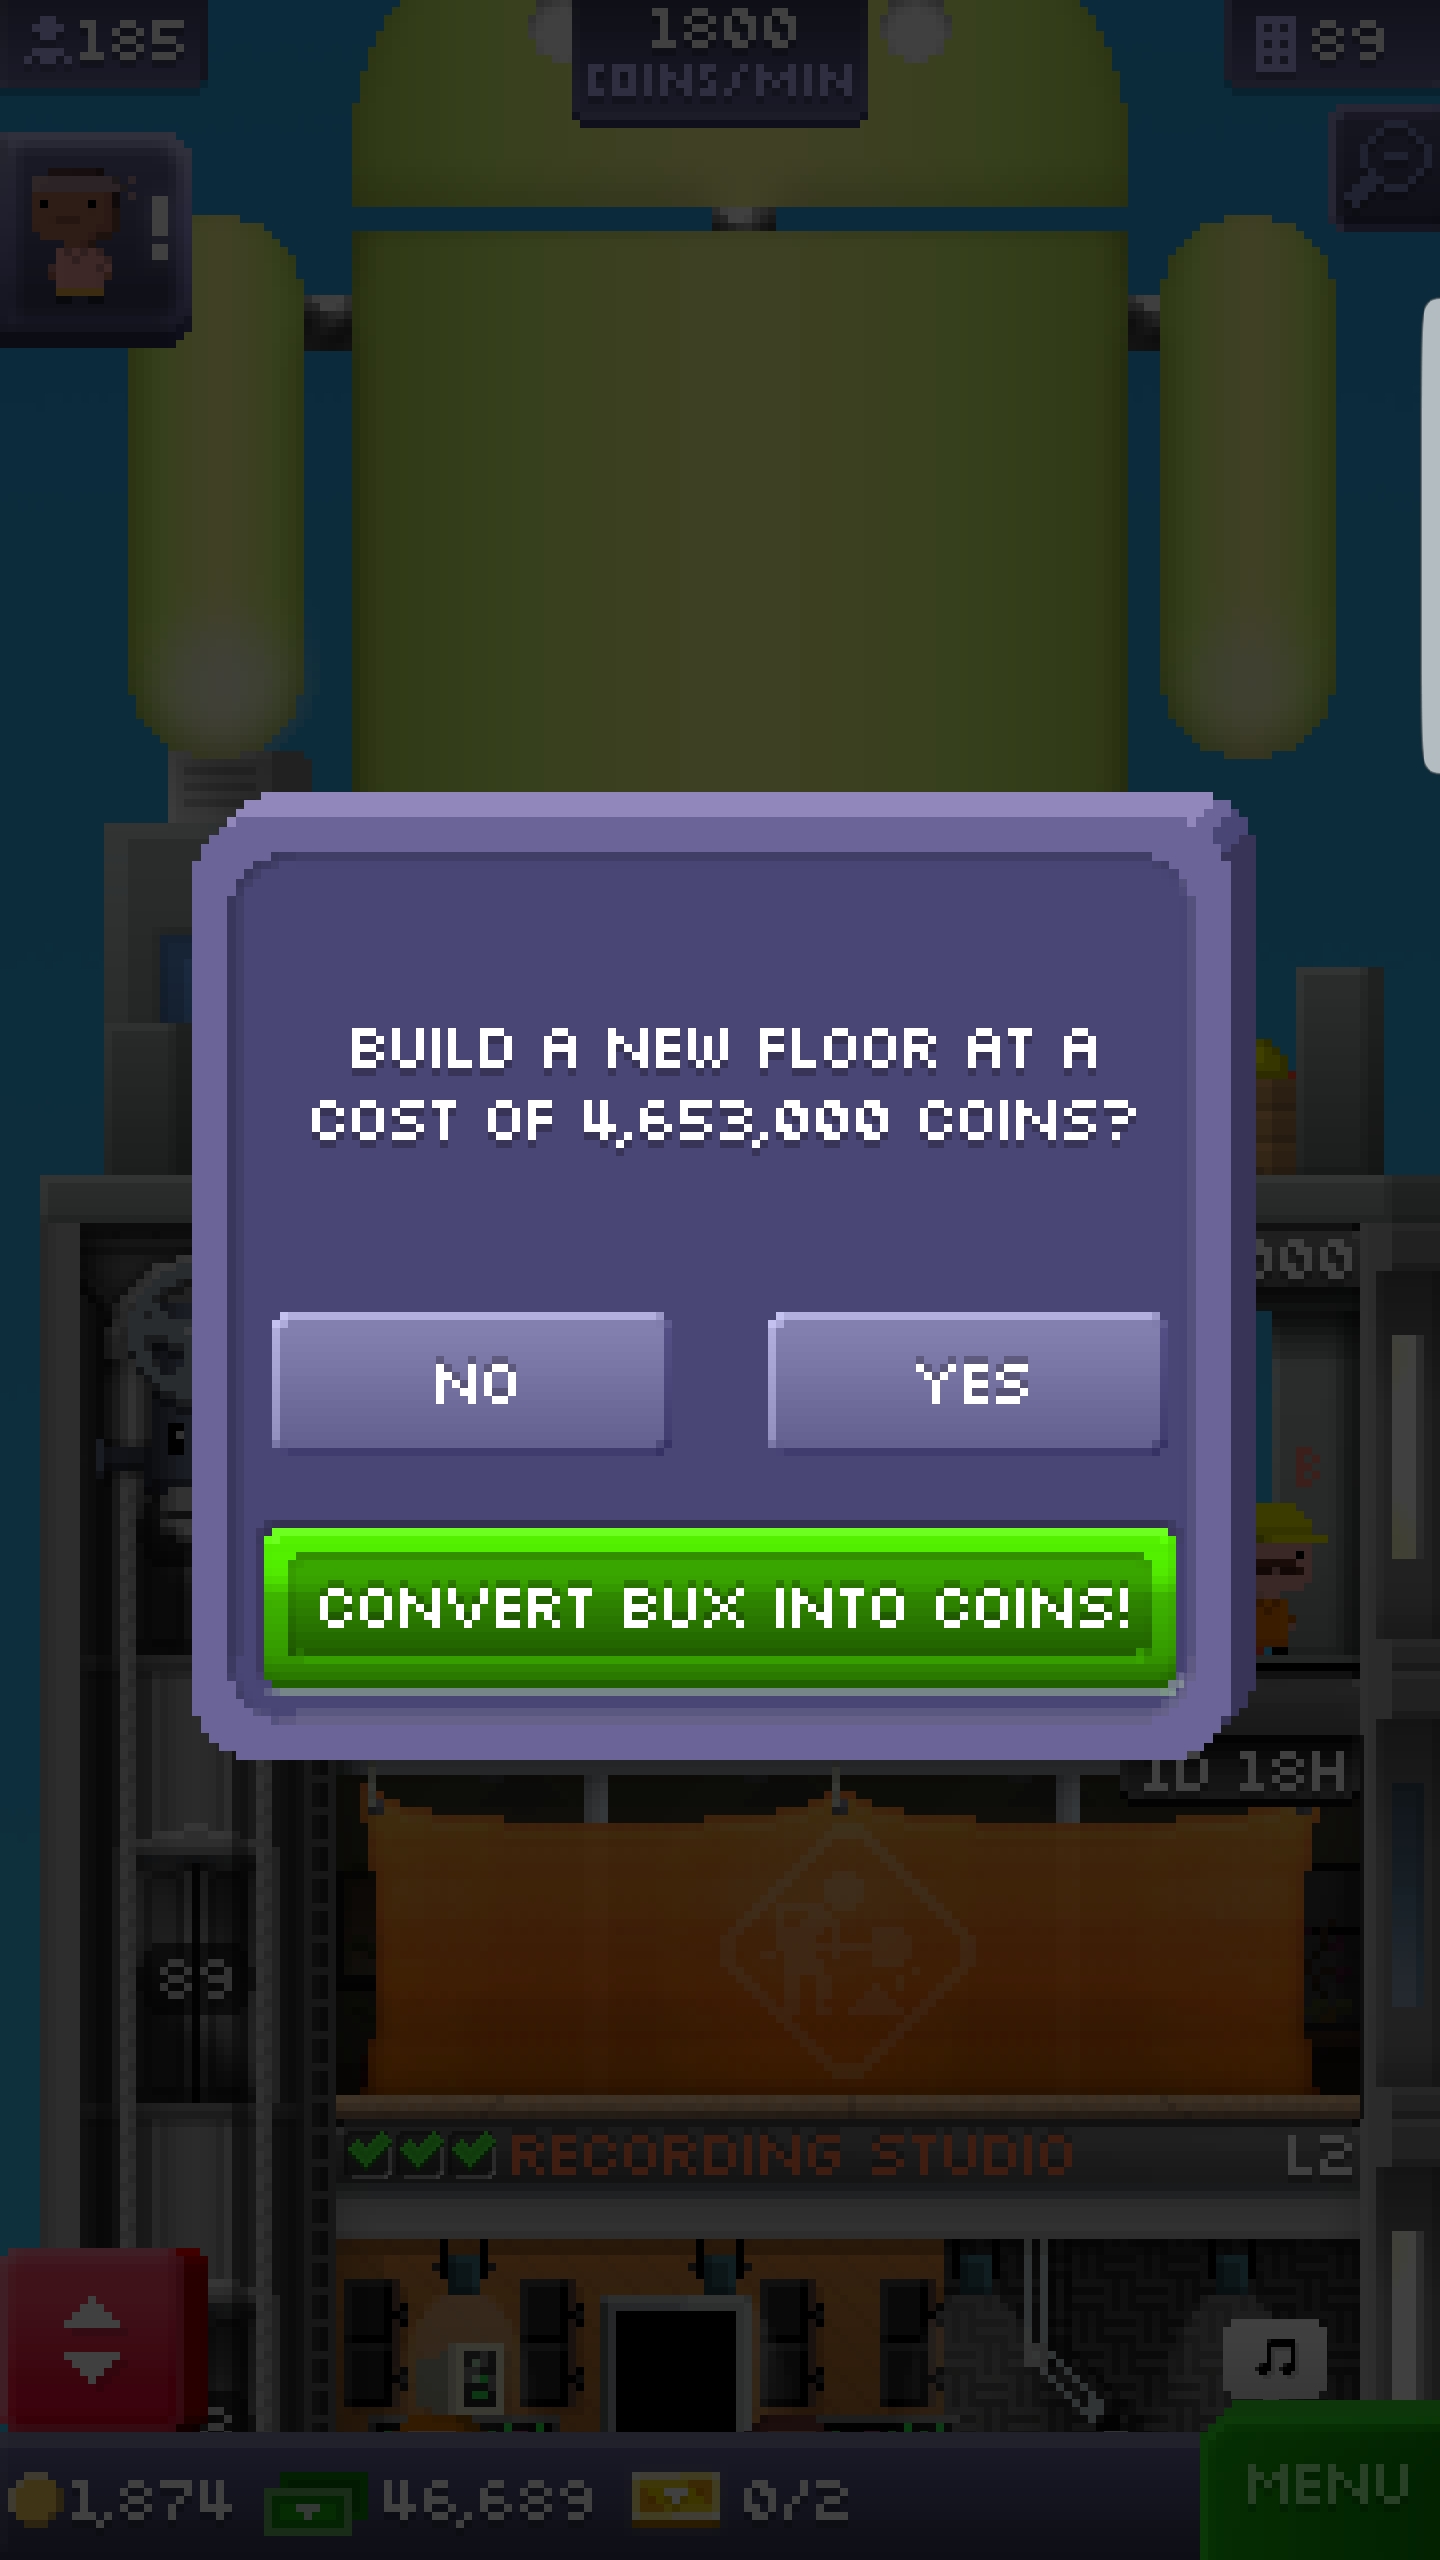 185
1800
COINS/MIN
89
!
BUILD A NEW FLOOR AT A
COST OF 4,653,000 COINS?
000
NO
YES
B
CONVERT BUX INTO COINS!
1D 18H
89
RECORDING STUDIO
L2
1,874
46,689
0/2
MENU